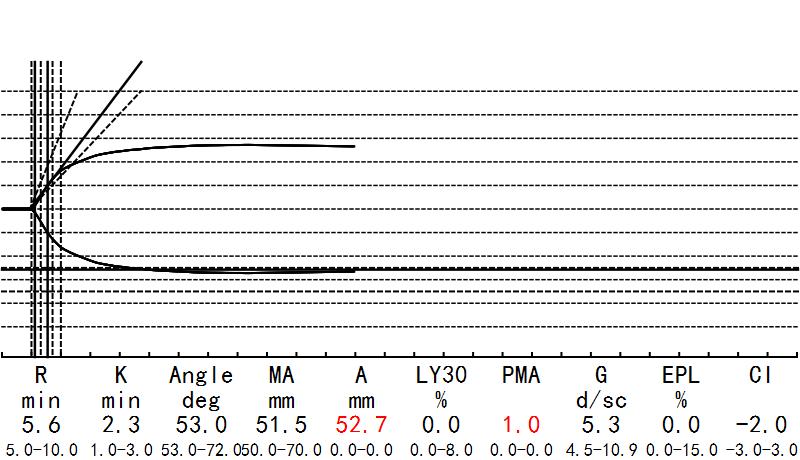 R K Angle MA A LY30 PMA G EPL CI
min min deg mm mm % d/sc %
5.6 2.3 53.0 51.5 52.7 0.0 1.0 5.3 0.0 -2.0
5.0-10.0 1.0-3.0 53.0-72.0 50.0-70.0 0.0-0.0 0.0-8.0 0.0-0.0 4.5-10.9 0.0-15.0 -3.0-3.0